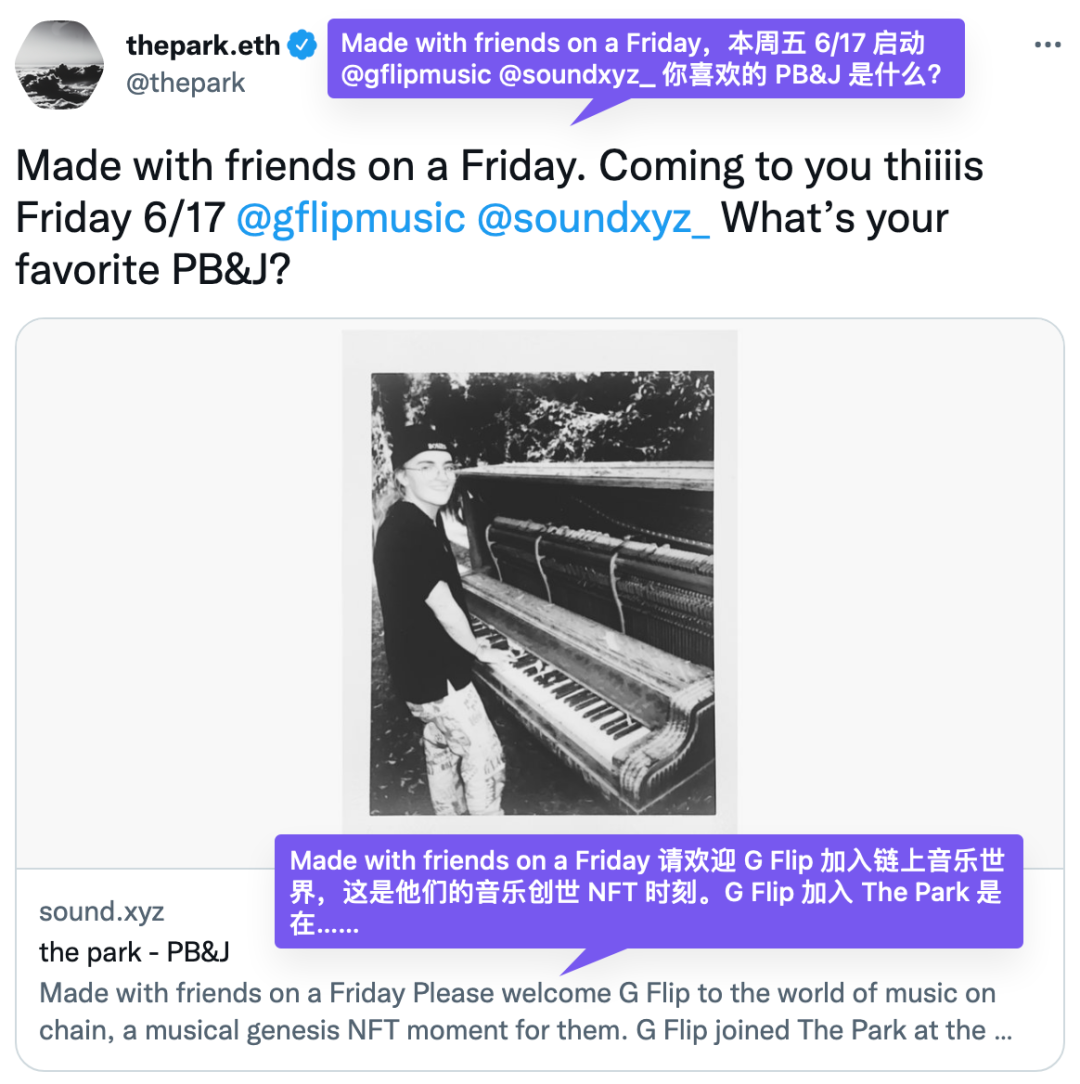 thepark.eth
@thepark
Made with friends on a Friday，本周五 6/17 启动
@gflipmusic @soundxyz_ 你喜欢的 PB&J 是什么？
Made with friends on a Friday. Coming to you thiiiis
Friday 6/17 @gflipmusic @soundxyz_ What’s your
favorite PB&J?
Made with friends on a Friday 请欢迎 G Flip 加入链上音乐世
界，这是他们的音乐创世 NFT 时刻。G Flip 加入 The Park 是
在……
sound.xyz
the park - PB&J
Made with friends on a Friday Please welcome G Flip to the world of music on
chain, a musical genesis NFT moment for them. G Flip joined The Park at the ...